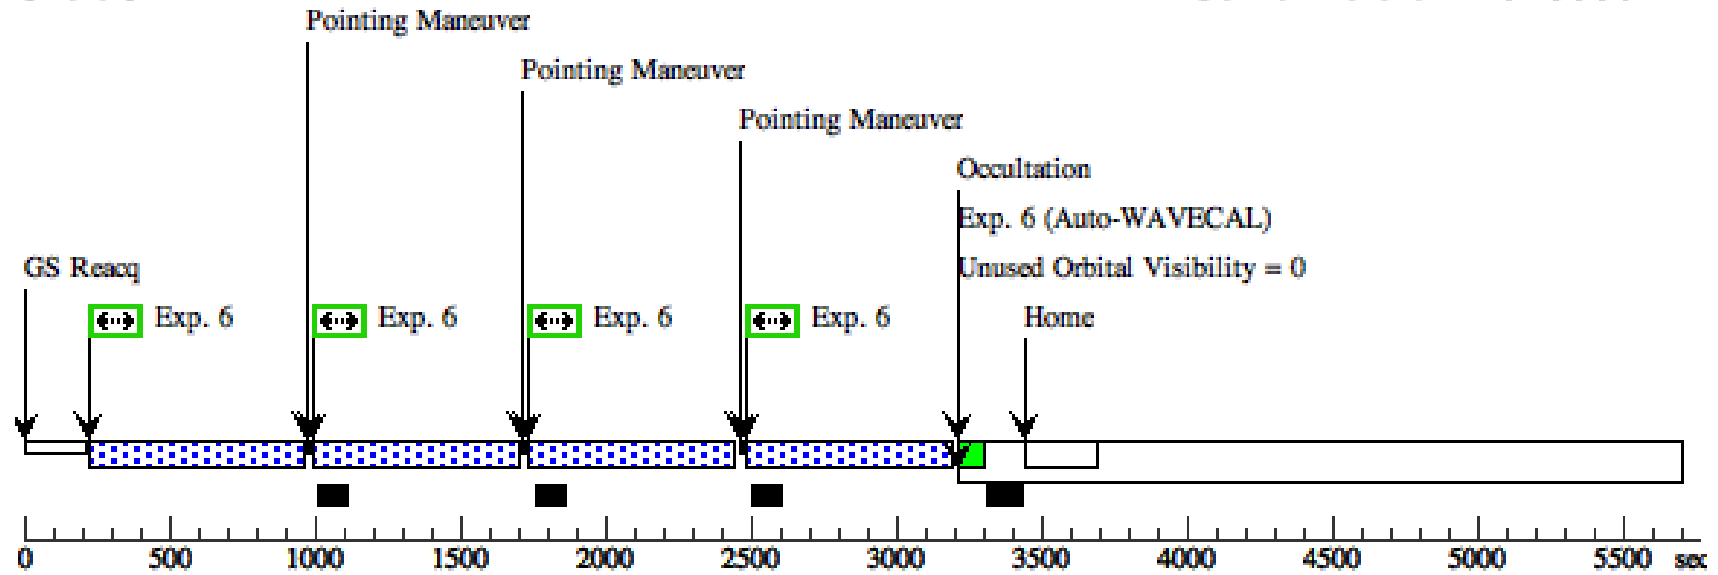 Pointing Maneuver
Pointing Maneuver
Pointing Maneuver
Occultation
Exp. 6 (Auto-WAVECAL)
GS Reacq
Unused Orbital Visibility = 0
Exp. 6
Exp. 6
Exp. 6
Exp. 6
Home
0 500 1000 1500 2000 2500 3000 3500 4000 4500 5000 5500 sec